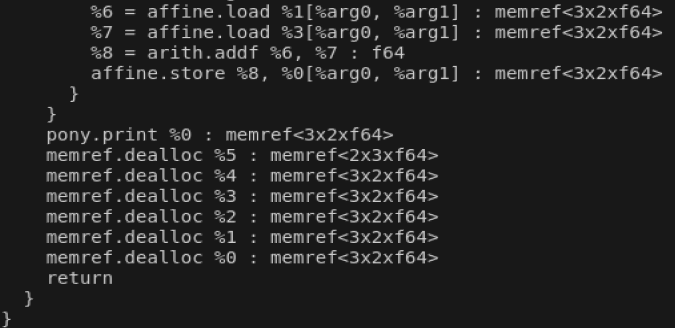 %6 = affine.load %1[%arg0, %arg1] : memref<3x2xf64>
%7 = affine.load %3[%arg0, %arg1] : memref<3x2xf64>
%8 = arith.addf %6, %7 : f64
affine.store %8, %0[%arg0, %arg1] : memref<3x2xf64>
}
}
pony.print %0 : memref<3x2xf64>
memref.dealloc %5 : memref<2x3xf64>
memref.dealloc %4 : memref<3x2xf64>
memref.dealloc %3 : memref<3x2xf64>
memref.dealloc %2 : memref<3x2xf64>
memref.dealloc %1 : memref<3x2xf64>
memref.dealloc %0 : memref<3x2xf64>
return
}
}